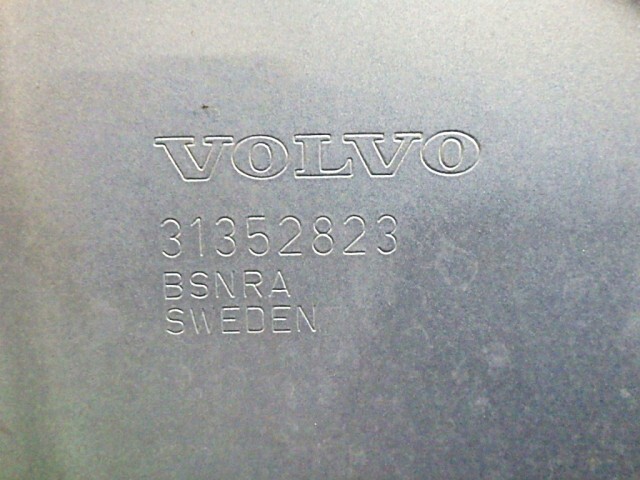 VOLVO
31352823
BSNRA
SWEDEN